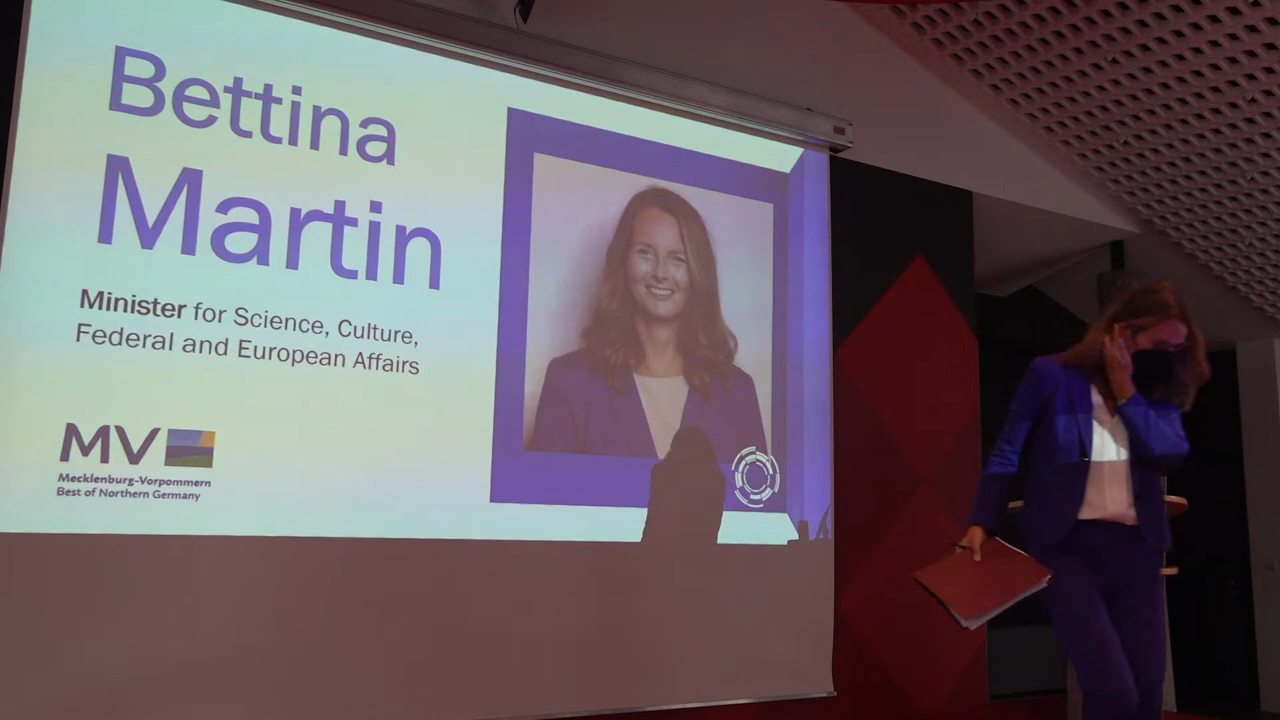 Bettina
Martin
Minister for Science, Culture,
Federal and European Affairs
MV
Mecklenburg-Vorpommern
Best of Northern Germany